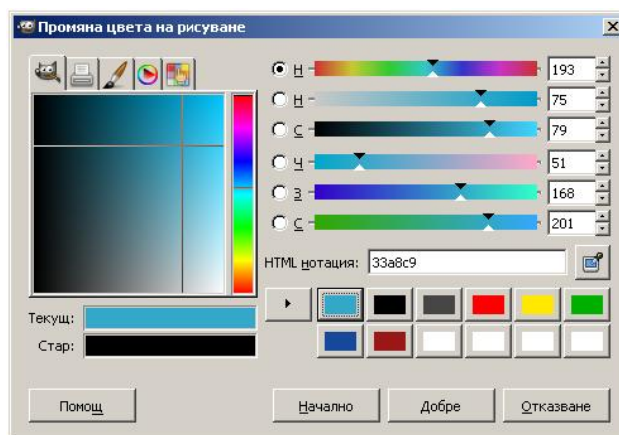 Промяна цвета на рисуване
Н 193
Н 75
С 79
Ч 51
З 168
С 201
HTML нотация: 33a8c9
Текущ:
Стар:
Помощ
Начално
Добре
Отказване